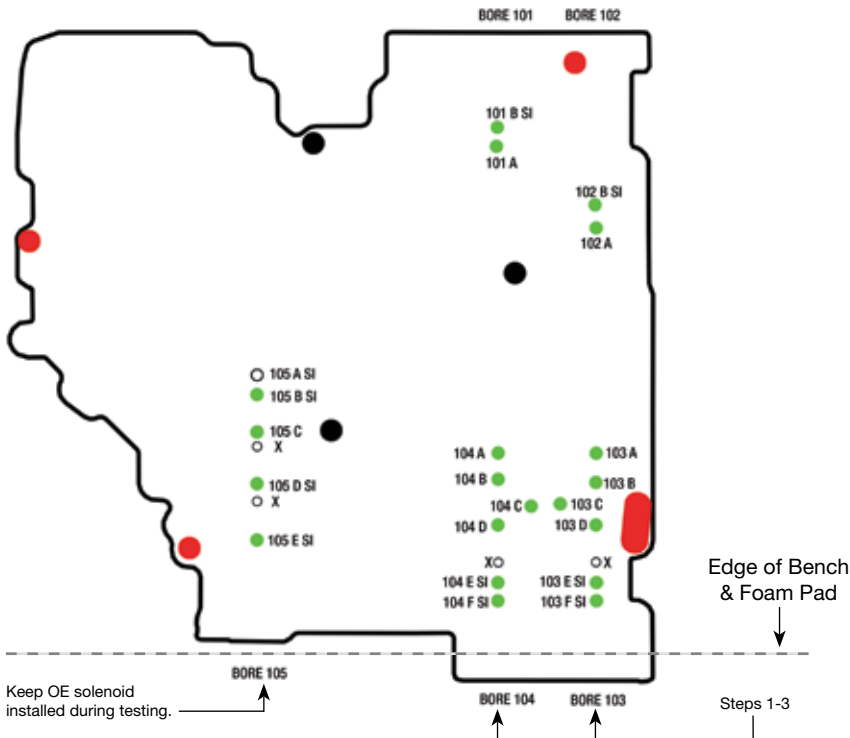 BORE 101 BORE 102
101 B SI
101 A
102 B SI
102 A
105 A SI
105 B SI
105 C
X
105 D SI
X
105 E SI
104 A
103 A
104 B
103 B
104 C
103 C
104 D
103 D
X
X
104 E SI
103 E SI
104 F SI
103 F SI
Edge of Bench
& Foam Pad
BORE 105
Keep OE solenoid
installed during testing.
BORE 104
BORE 103
Steps 1-3